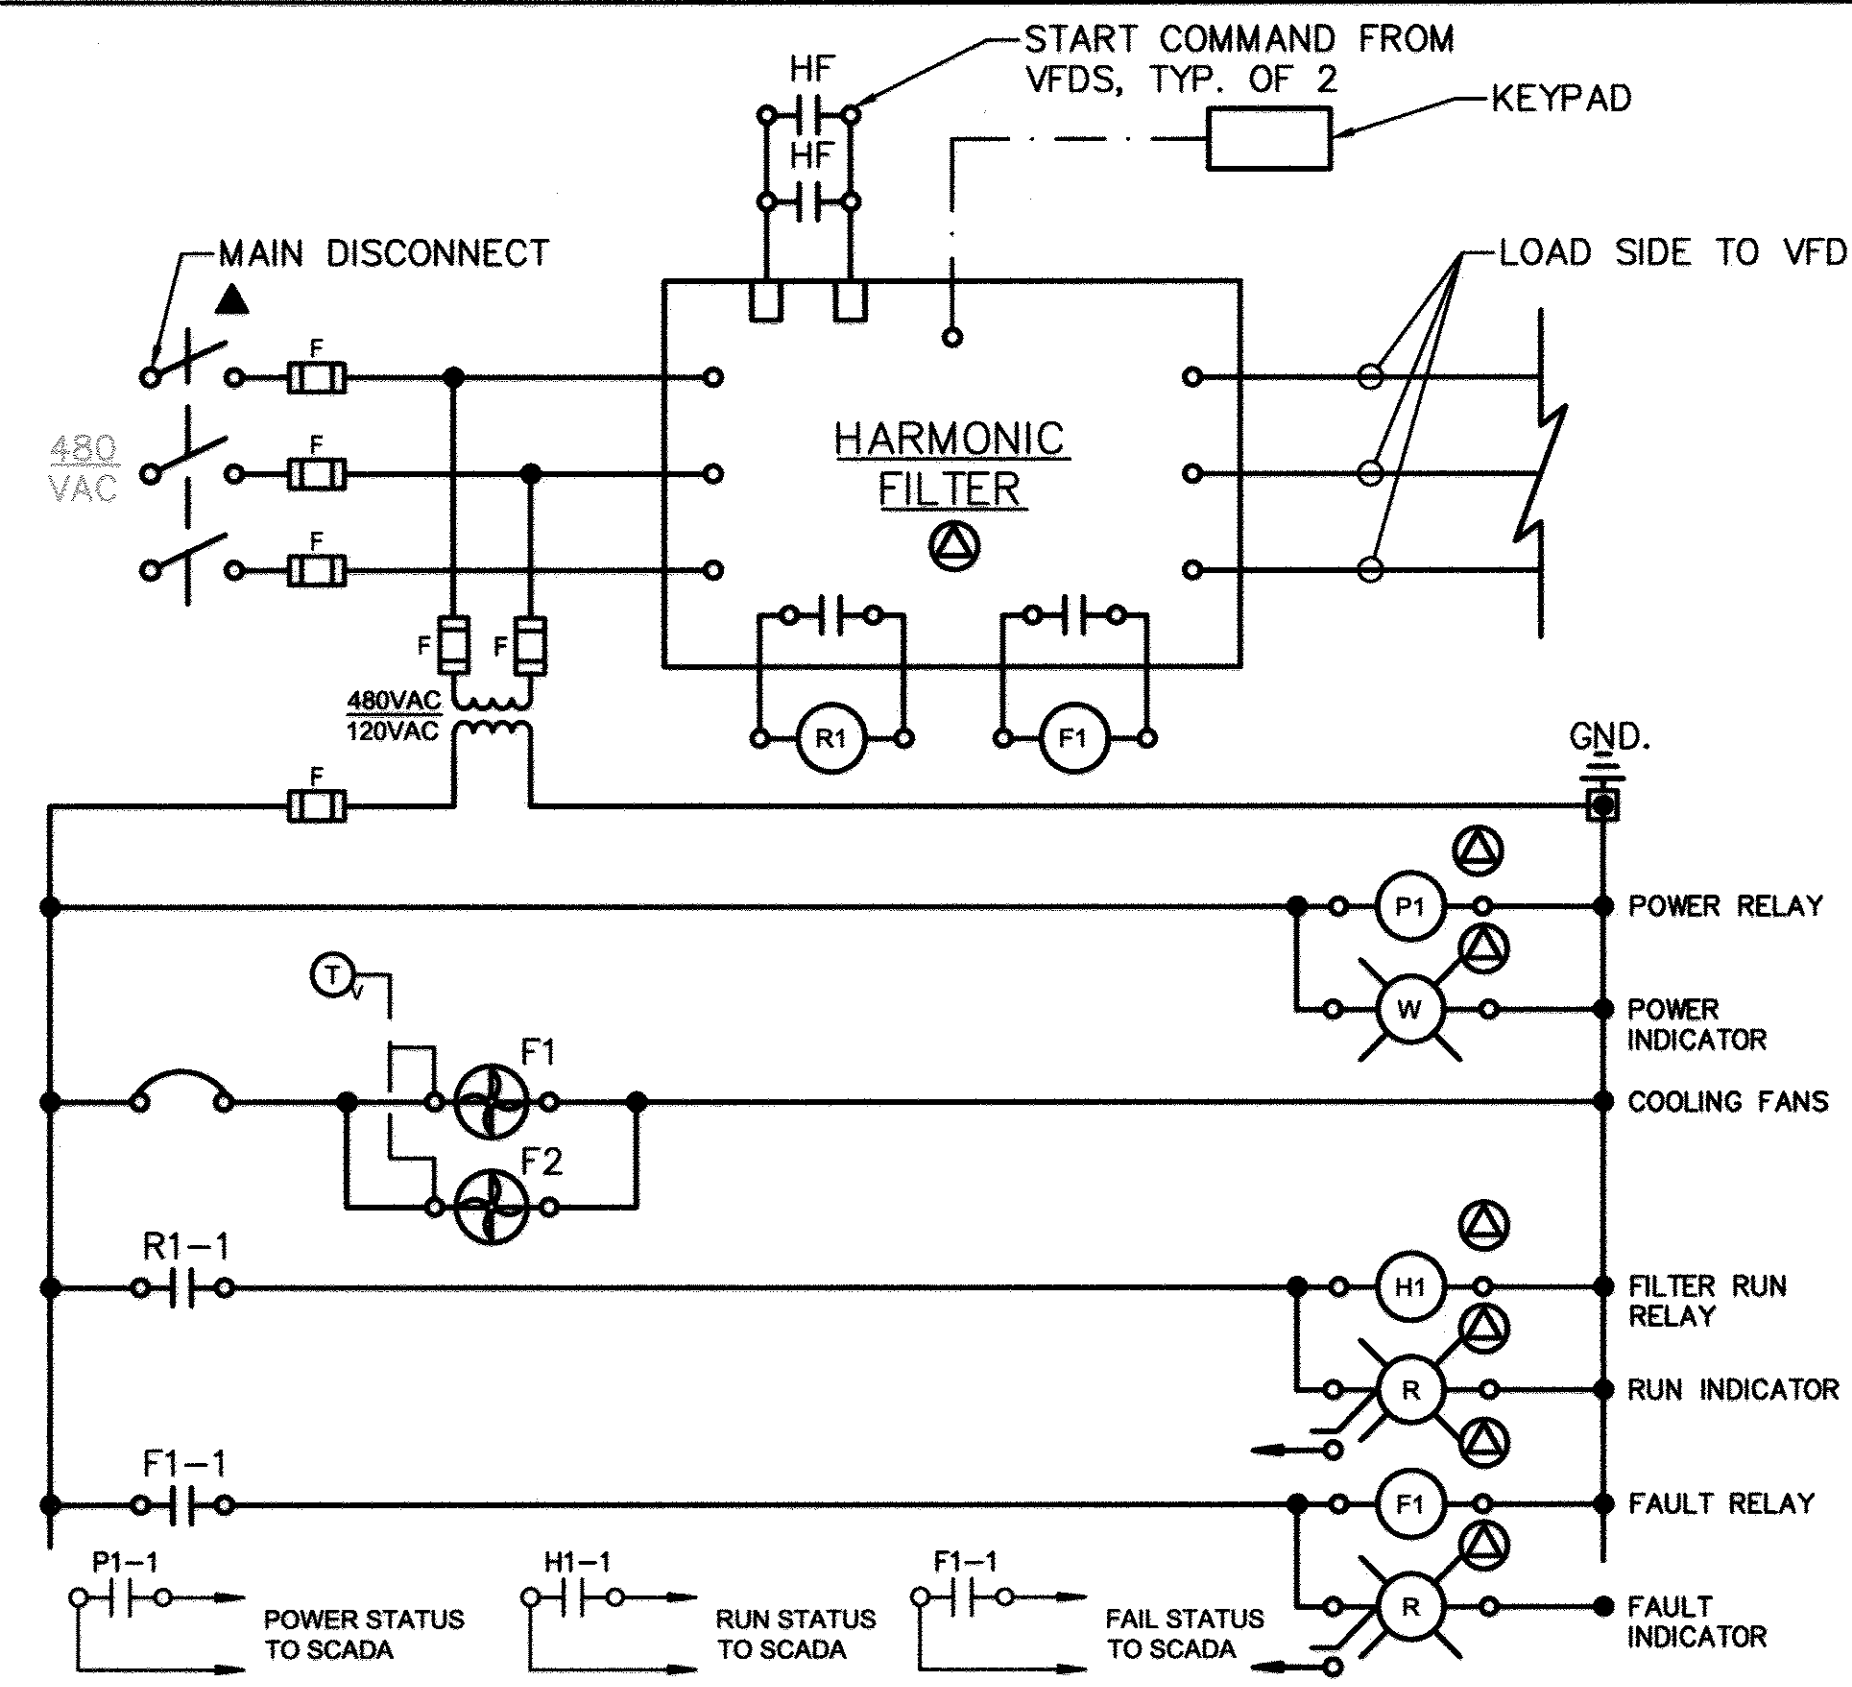 START COMMAND FROM
VFDS, TYP. OF 2
HF
KEYPAD
HF
MAIN DISCONNECT
LOAD SIDE TO VFD
F
480
VAC
F
HARMONIC
FILTER
F
F
F
480VAC
120VAC
R1
F1
GND.
F
P1
POWER RELAY
T
V
W
POWER
INDICATOR
F1
COOLING FANS
F2
R1-1
H1
FILTER RUN
RELAY
R
RUN INDICATOR
F1-1
F1
FAULT RELAY
P1-1
H1-1
F1-1
POWER STATUS
TO SCADA
RUN STATUS
TO SCADA
FAIL STATUS
TO SCADA
R
FAULT
INDICATOR